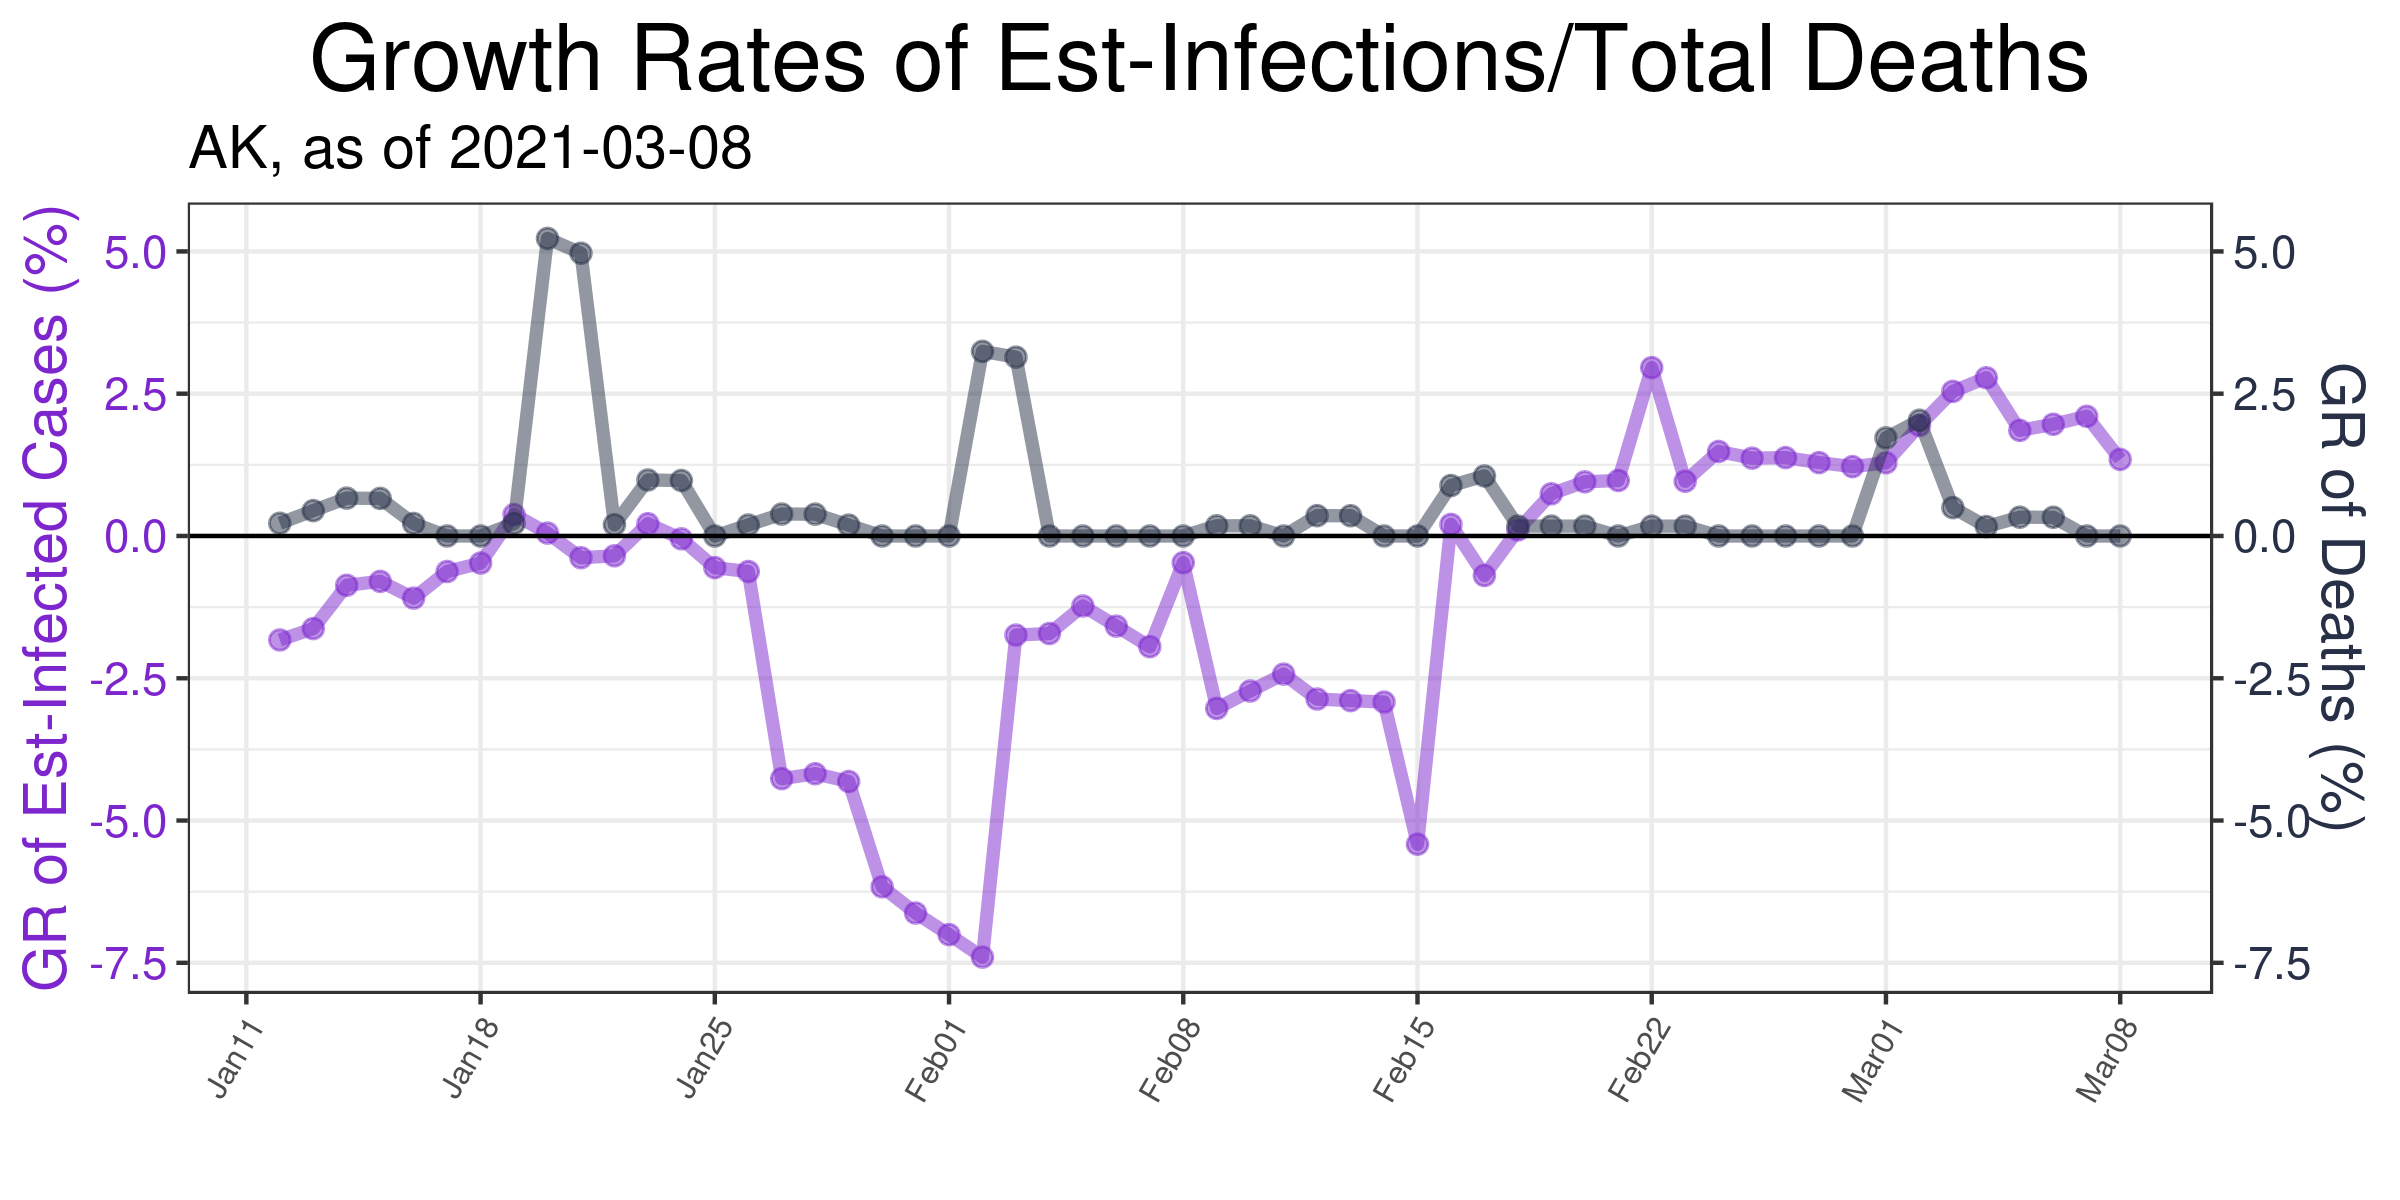 Growth Rates of Est-Infections/Total Deaths
AK, as of 2021-03-08
GR of Est-Infected Cases (%)
5.0
2.5
0.0
-2.5
-5.0
-7.5
5.0
2.5
0.0
-2.5
-5.0
-7.5
GR of Deaths (%)
Jan11
Jan18
Jan25
Feb01
Feb08
Feb15
Feb22
Mar01
Mar08